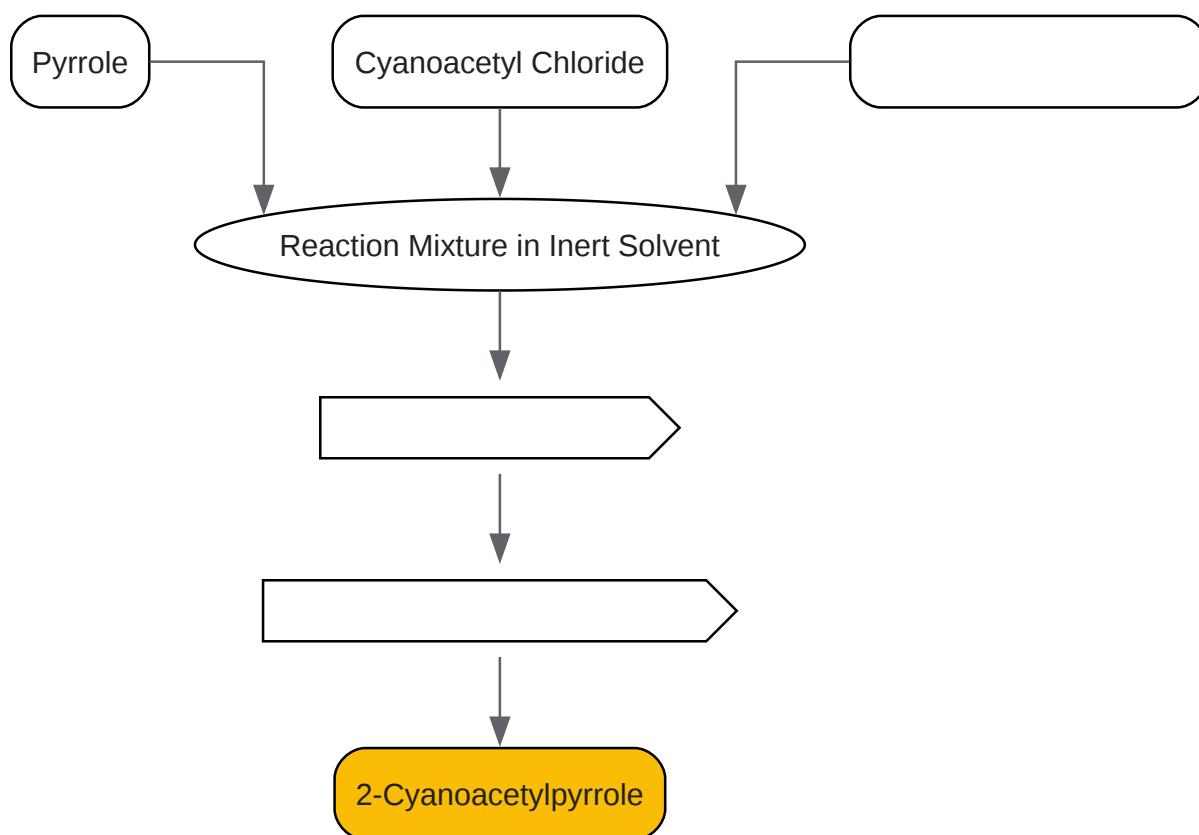 Pyrrole
Cyanoacetyl Chloride
Reaction Mixture in Inert Solvent
2-Cyanoacetylpyrrole